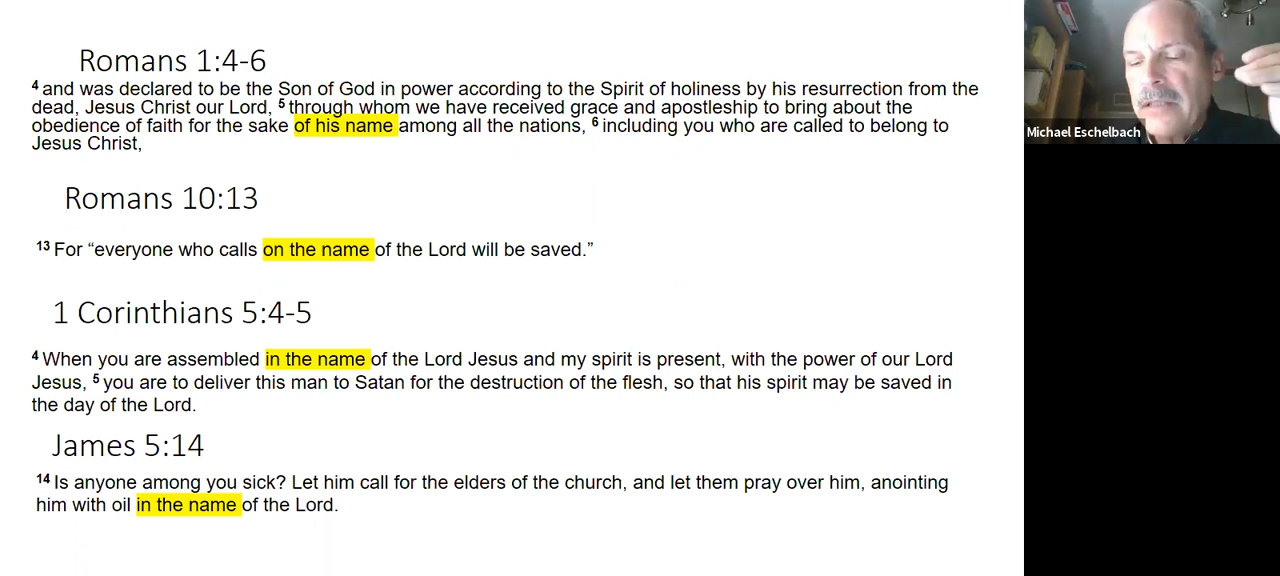 Romans 1:4-6
4 and was declared to be the Son of God in power according to the Spirit of holiness by his resurrection from the
dead, Jesus Christ our Lord, 5 through whom we have received grace and apostleship to bring about the
obedience of faith for the sake of his name among all the nations, 6 including you who are called to belong to
Jesus Christ,
Romans 10:13
13 For “everyone who calls on the name of the Lord will be saved.”
1 Corinthians 5:4-5
4 When you are assembled in the name of the Lord Jesus and my spirit is present, with the power of our Lord
Jesus, 5 you are to deliver this man to Satan for the destruction of the flesh, so that his spirit may be saved in
the day of the Lord.
James 5:14
14 Is anyone among you sick? Let him call for the elders of the church, and let them pray over him, anointing
him with oil in the name of the Lord.
Michael Eschelbach